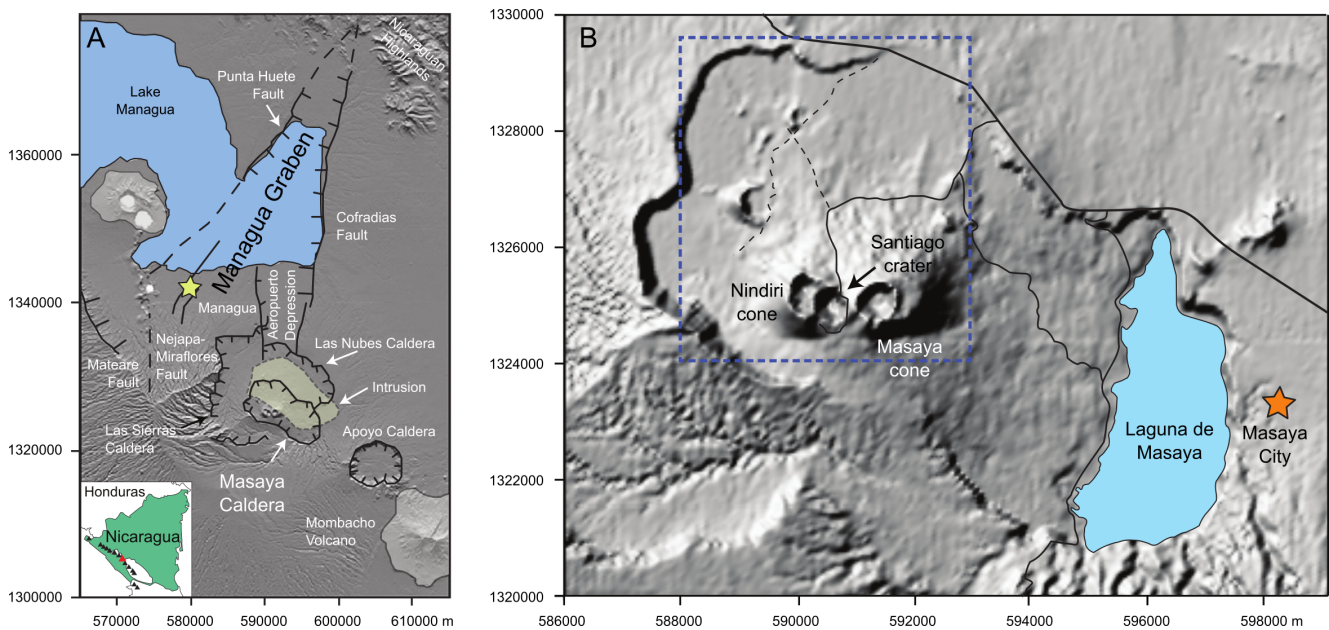 A
Nicaraguan
Highlands
Punta Huete
Fault
Lake
Managua
1360000
Managua Graben
Cofradias
Fault
1340000
Managua
Aeropuerto
Depression
Nejapa-
Miraflores
Fault
Mateare
Fault
Las Nubes Caldera
Intrusion
Las Sierras
Caldera
Apoyo Caldera
1320000
Masaya
Caldera
Honduras
Nicaragua
Mombacho
Volcano
1300000
570000
580000
590000
600000
610000 m
1330000
B
1328000
1326000
Santiago
crater
Nindiri
cone
Masaya
cone
1324000
Laguna de
Masaya
Masaya
City
1322000
1320000
586000
588000
590000
592000
594000
596000
598000 m